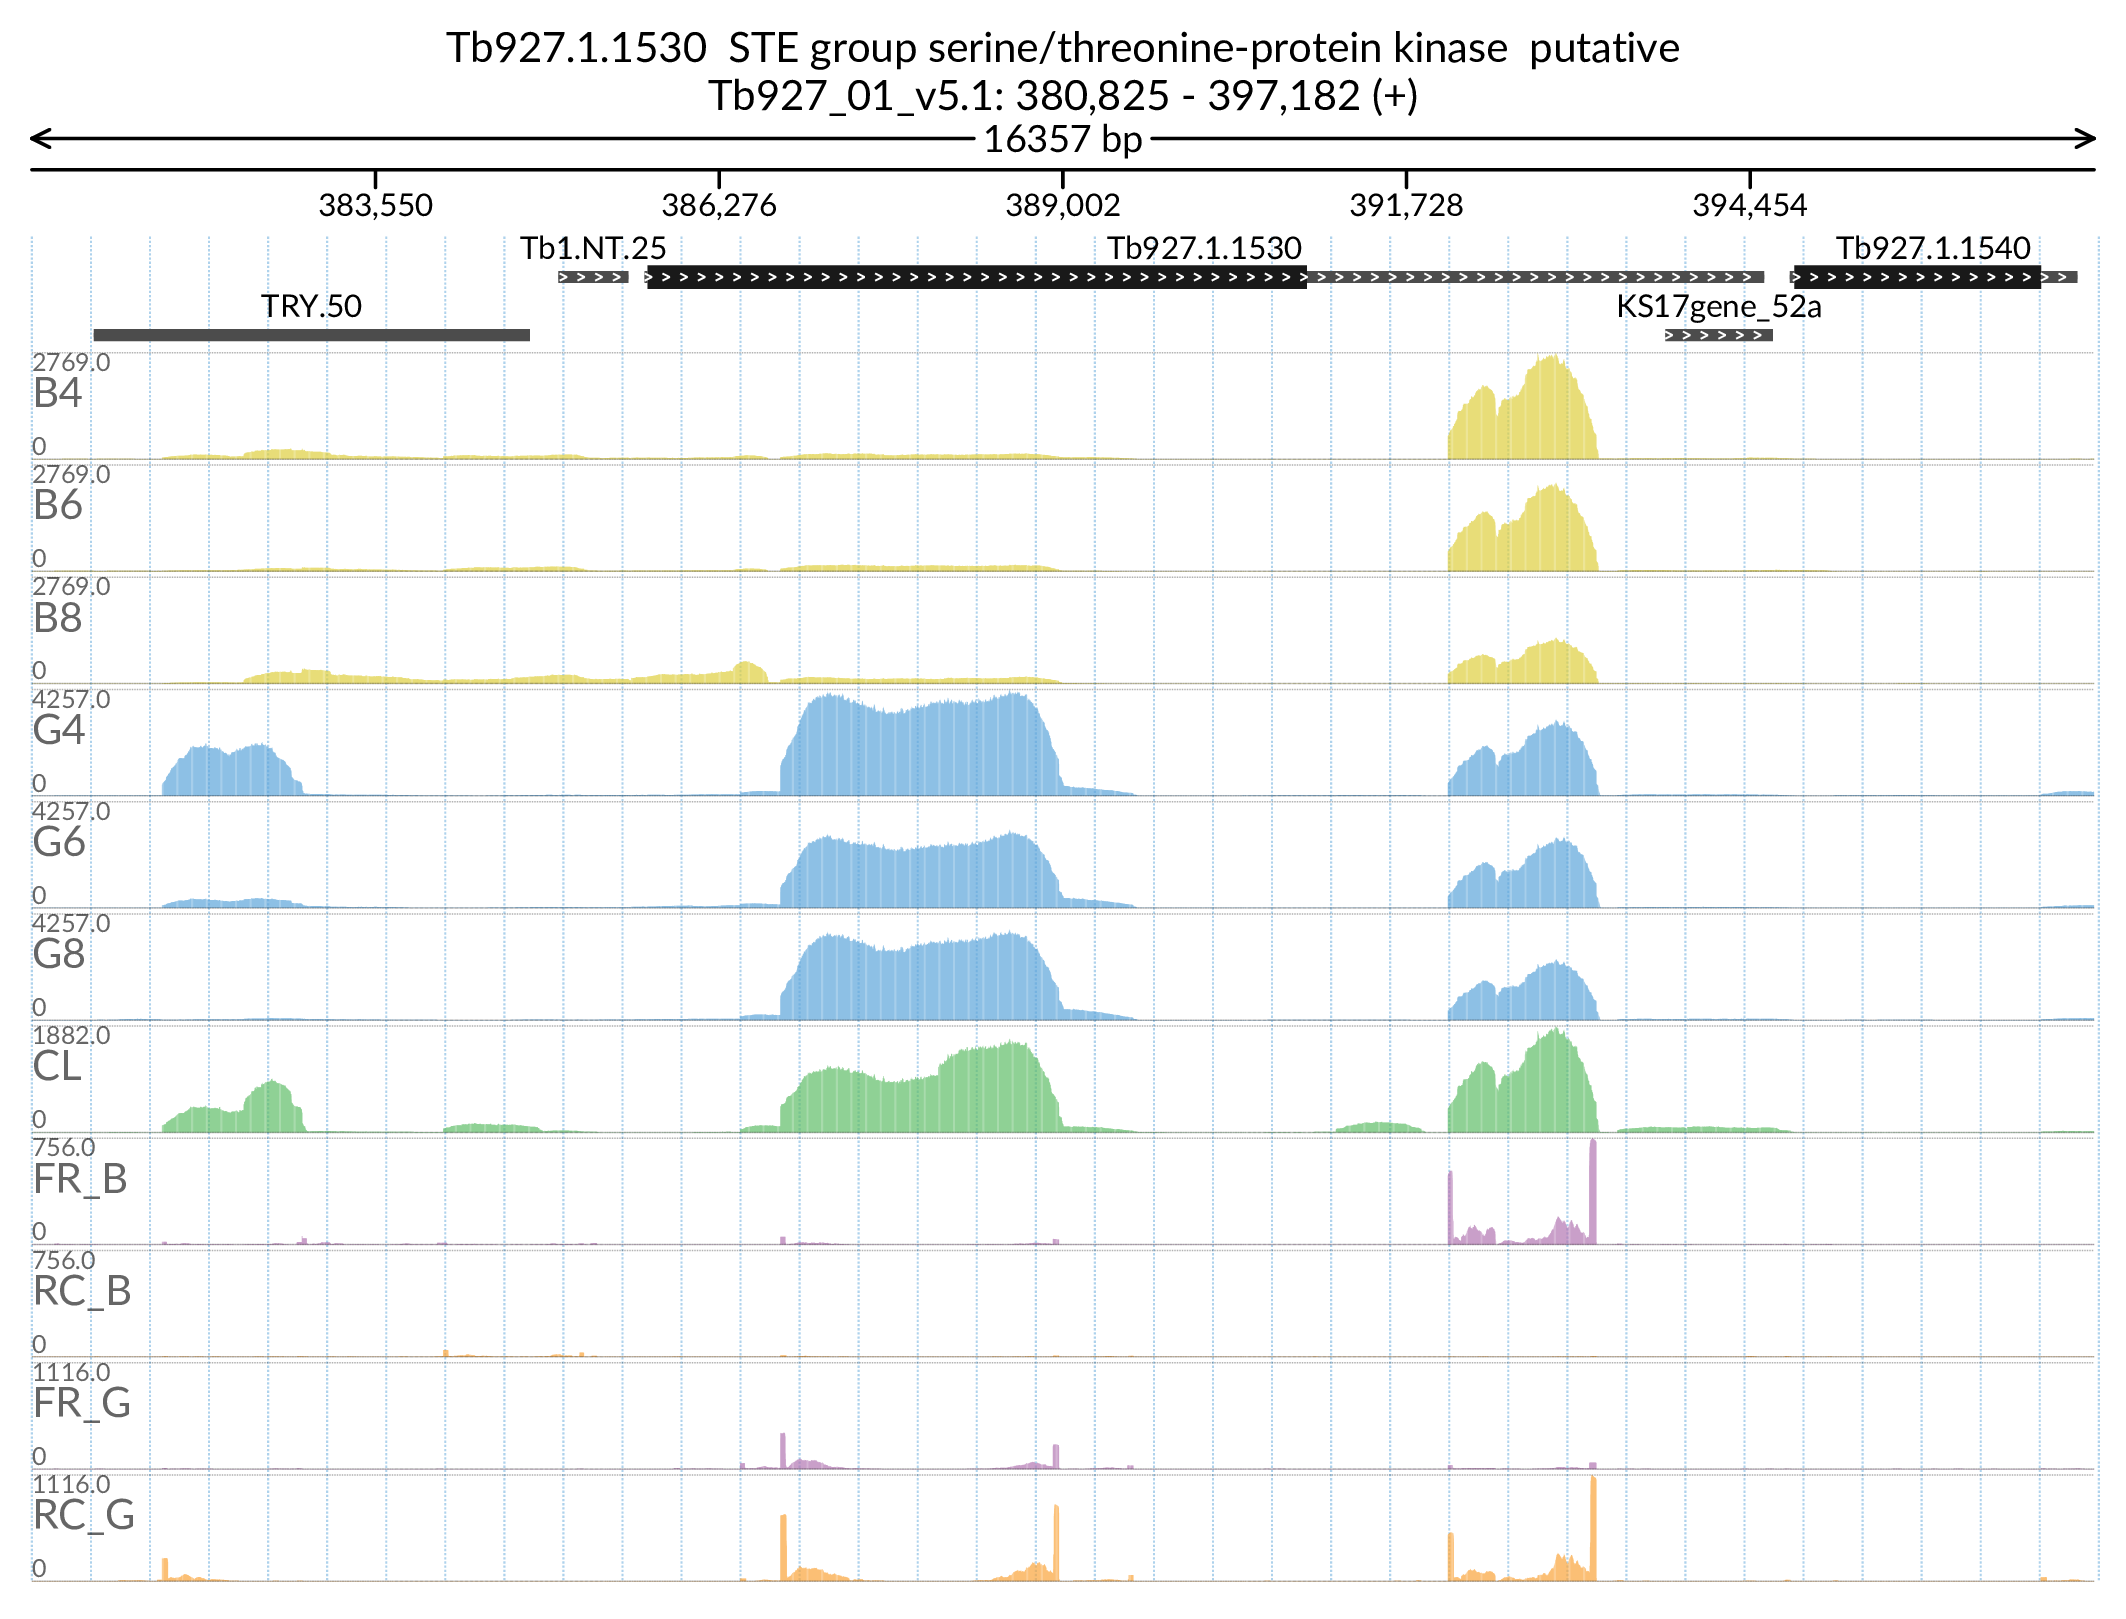 Tb927.1.1530  STE group serine/threonine-protein kinase  putative
Tb927_01_v5.1: 380,825 - 397,182 (+)
16357 bp
383,550 386,276 389,002 391,728 394,454
Tb1.NT.25 Tb927.1.1530 Tb927.1.1540
TRY.50 KS17gene_52a
2769.0
B4
0
2769.0
B6
0
2769.0
B8
0
4257.0
G4
0
4257.0
G6
0
4257.0
G8
0
1882.0
CL
0
756.0
FR_B
0
756.0
RC_B
0
1116.0
FR_G
0
1116.0
RC_G
0